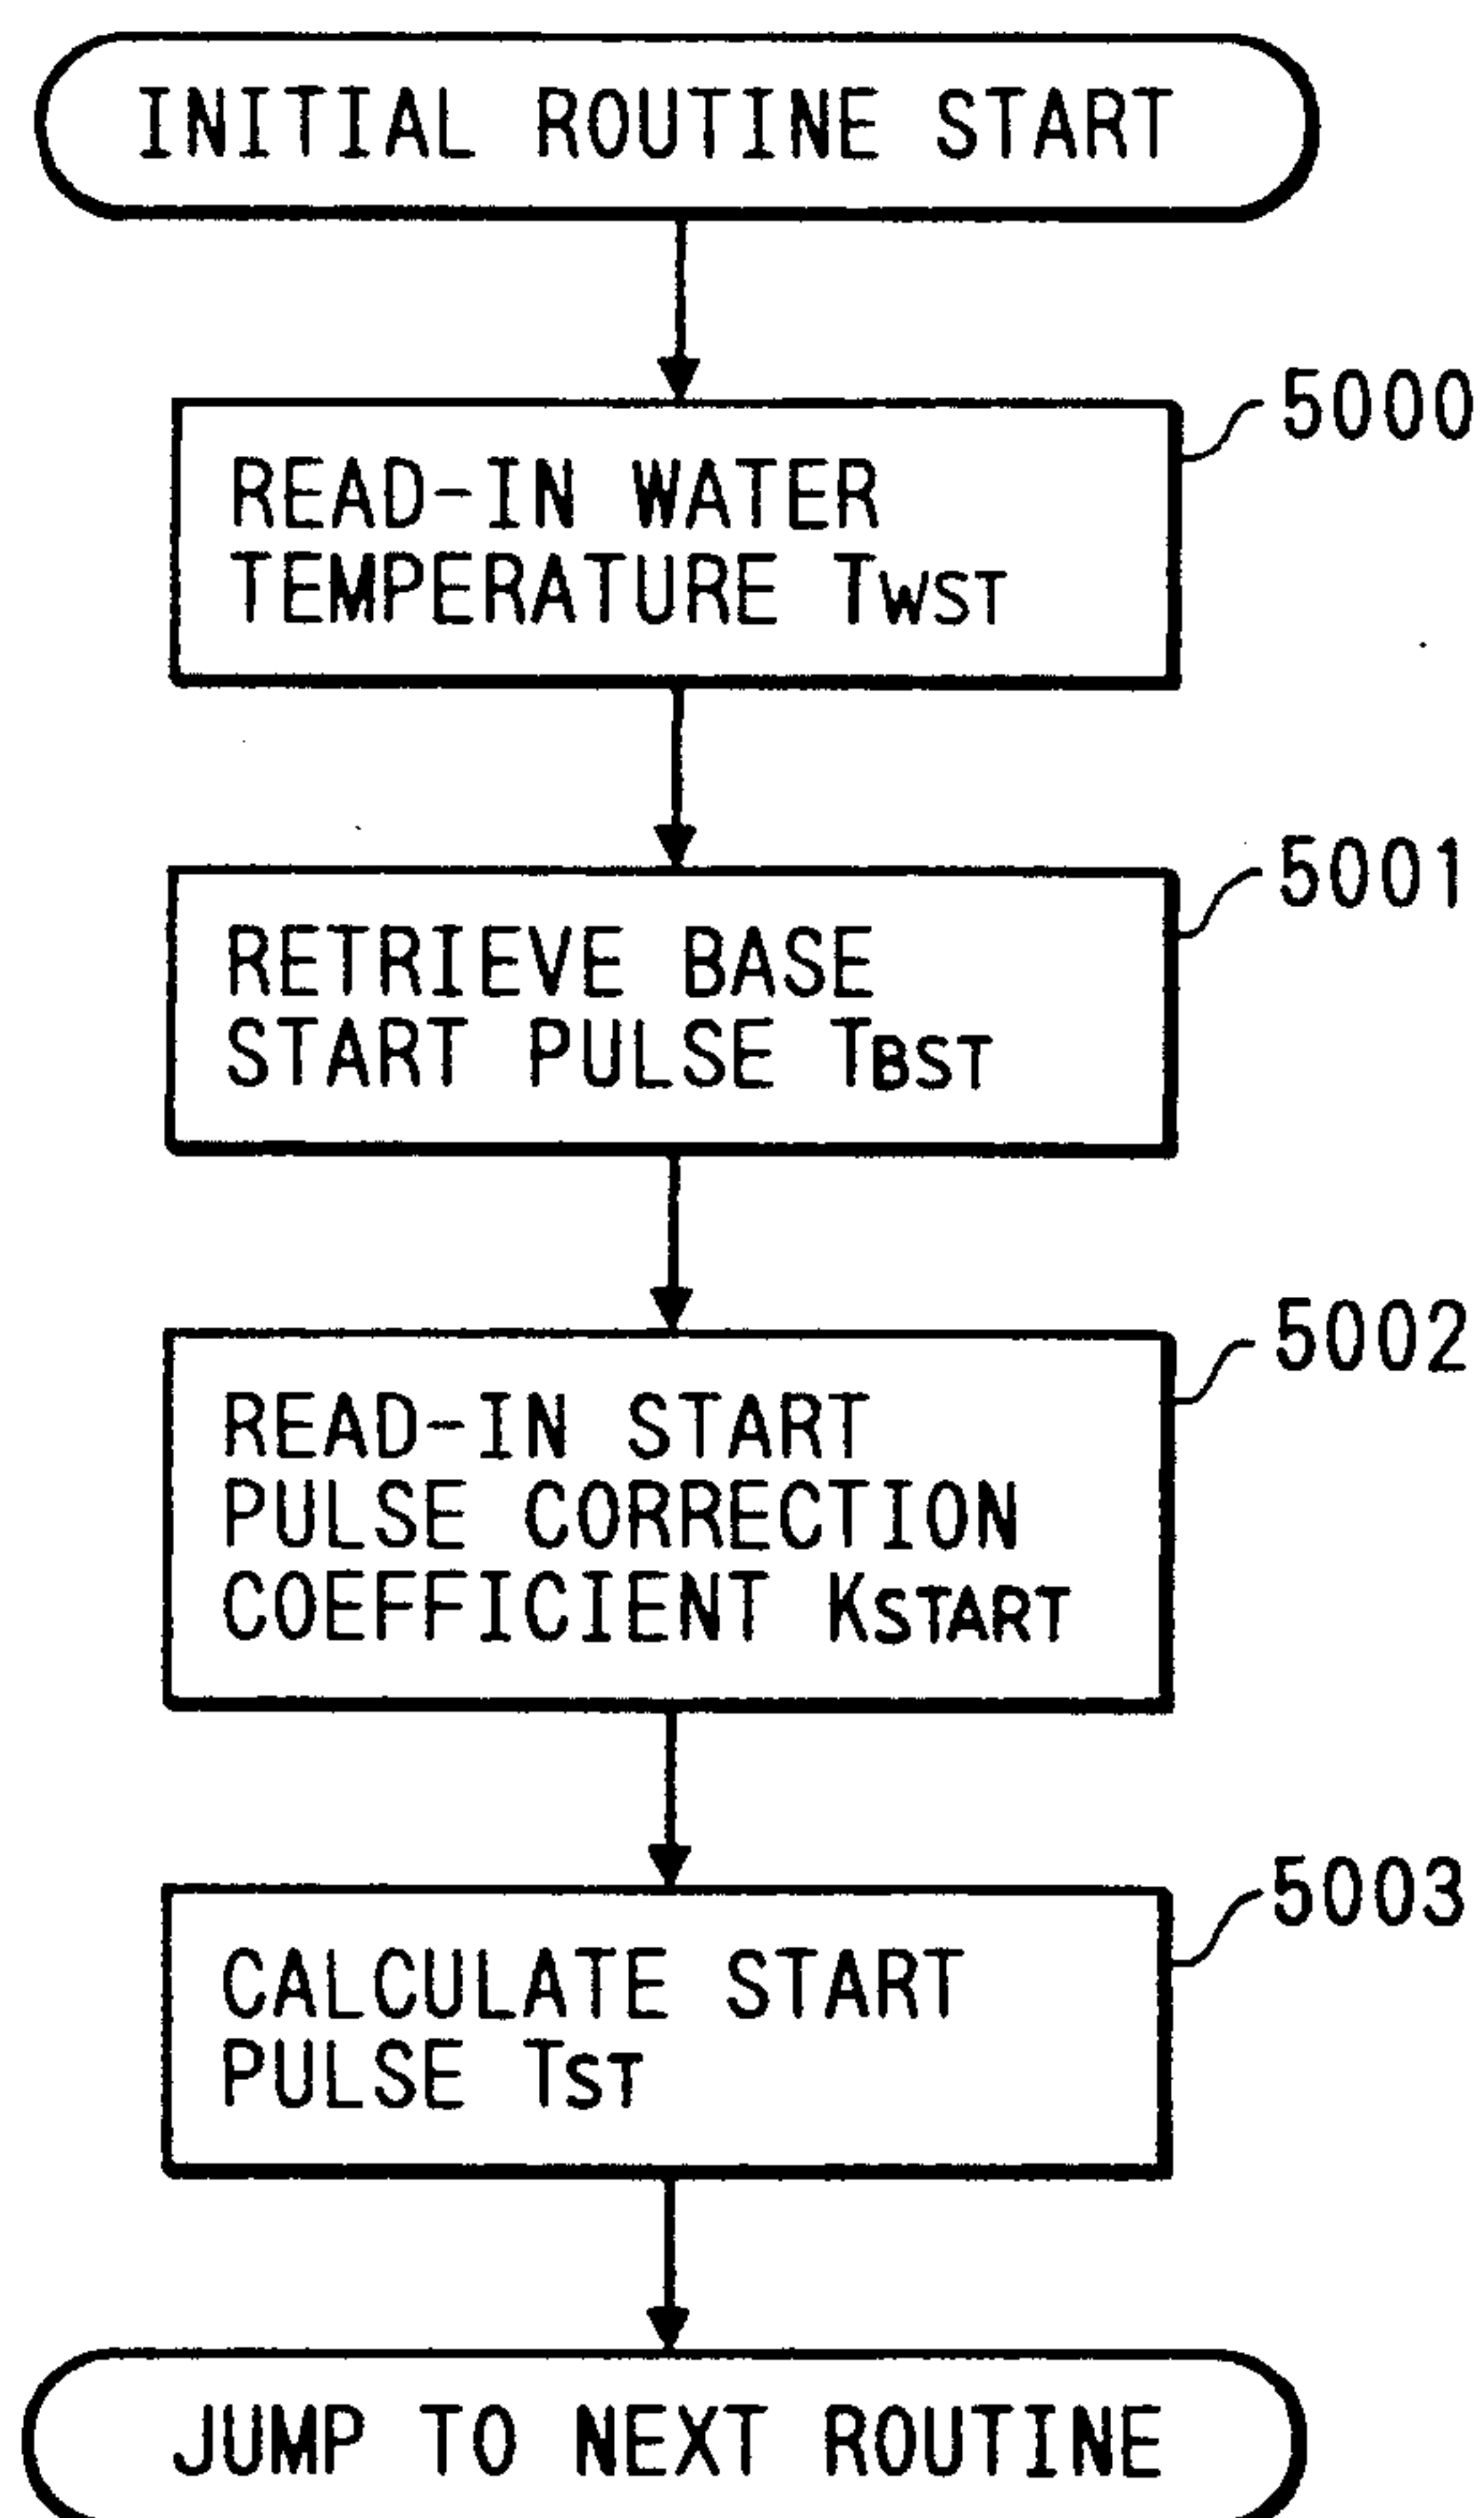 INITIAL ROUTINE START
5000
READ-IN WATER
TEMPERATURE TWST
5001
RETRIEVE BASE
START PULSE TBST
5002
READ-IN START
PULSE CORRECTION
COEFFICIENT KSTART
5003
CALCULATE START
PULSE TST
JUMP TO NEXT ROUTINE